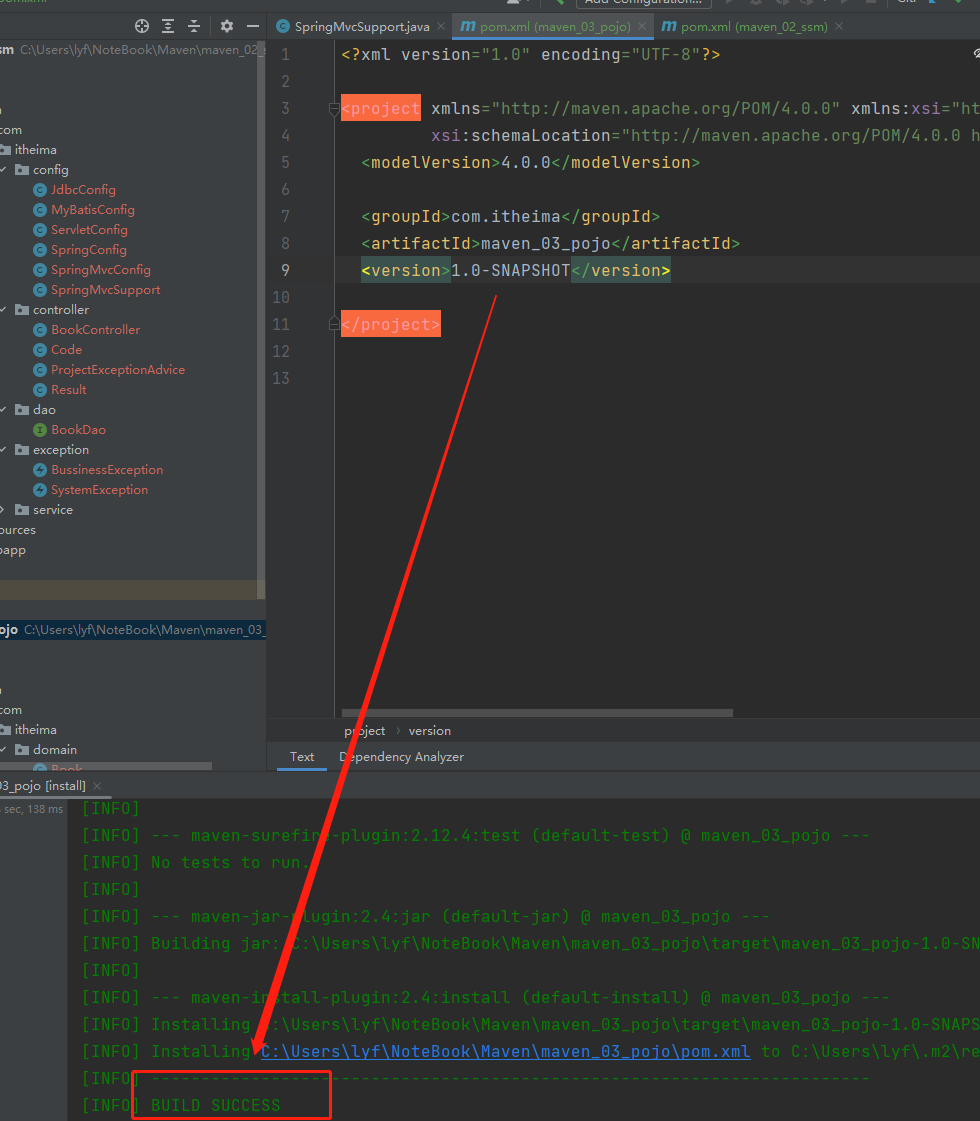 pom.xml
Add Configuration...
Git:
SpringMvcSupport.java
pom.xml (maven_03_pojo)
pom.xml (maven_02_ssm)
sm C:\Users\lyf\NoteBook\Maven\maven_02_s
com
itheima
config
JdbcConfig
MyBatisConfig
ServletConfig
SpringConfig
SpringMvcConfig
SpringMvcSupport
controller
BookController
Code
ProjectExceptionAdvice
Result
dao
BookDao
exception
BussinessException
SystemException
service
ources
bapp
ojo C:\Users\lyf\NoteBook\Maven\maven_03_
com
itheima
domain
Book
1 <?xml version="1.0" encoding="UTF-8"?>
2
3 <project xmlns="http://maven.apache.org/POM/4.0.0" xmlns:xsi="ht
4 xsi:schemaLocation="http://maven.apache.org/POM/4.0.0 h
5 <modelVersion>4.0.0</modelVersion>
6
7 <groupId>com.itheima</groupId>
8 <artifactId>maven_03_pojo</artifactId>
9 <version>1.0-SNAPSHOT</version>
10
11 </project>
12
13
project › version
Text Dependency Analyzer
03_pojo [install]
sec, 138 ms
[INFO]
[INFO] --- maven-surefire-plugin:2.12.4:test (default-test) @ maven_03_pojo ---
[INFO] No tests to run.
[INFO]
[INFO] --- maven-jar-plugin:2.4:jar (default-jar) @ maven_03_pojo ---
[INFO] Building jar: C:\Users\lyf\NoteBook\Maven\maven_03_pojo\target\maven_03_pojo-1.0-SN
[INFO]
[INFO] --- maven-install-plugin:2.4:install (default-install) @ maven_03_pojo ---
[INFO] Installing C:\Users\lyf\NoteBook\Maven\maven_03_pojo\target\maven_03_pojo-1.0-SNAPS
[INFO] Installing C:\Users\lyf\NoteBook\Maven\maven_03_pojo\pom.xml to C:\Users\lyf\.m2\re
[INFO] ------------------------------------------------------------------------
[INFO] BUILD SUCCESS